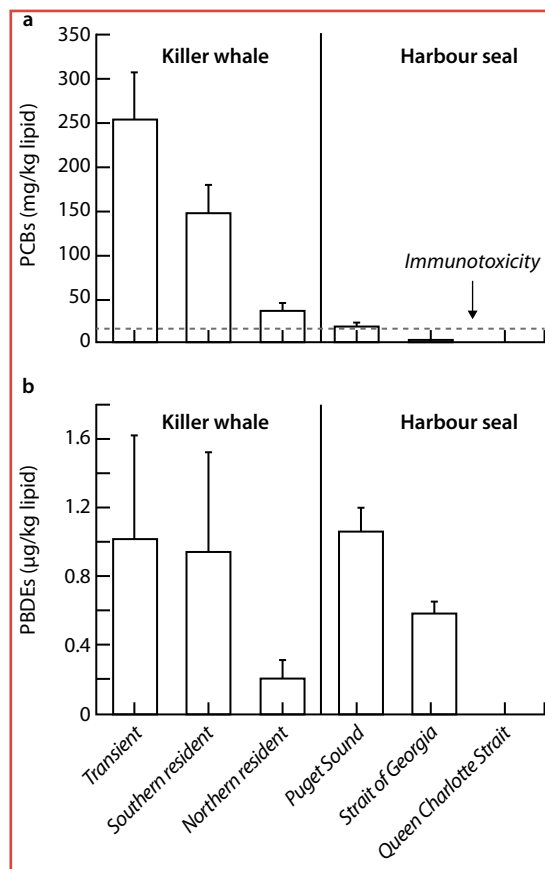 a
350
300
250
200
150
100
50
0
PCBs (mg/kg lipid)
Killer whale
Harbour seal
Immunotoxicity
b
1.6
1.2
0.8
0.4
0
PBDEs (µg/kg lipid)
Killer whale
Harbour seal
Transient
Southern resident
Northern resident
Puget Sound
Strait of Georgia
Queen Charlotte Strait